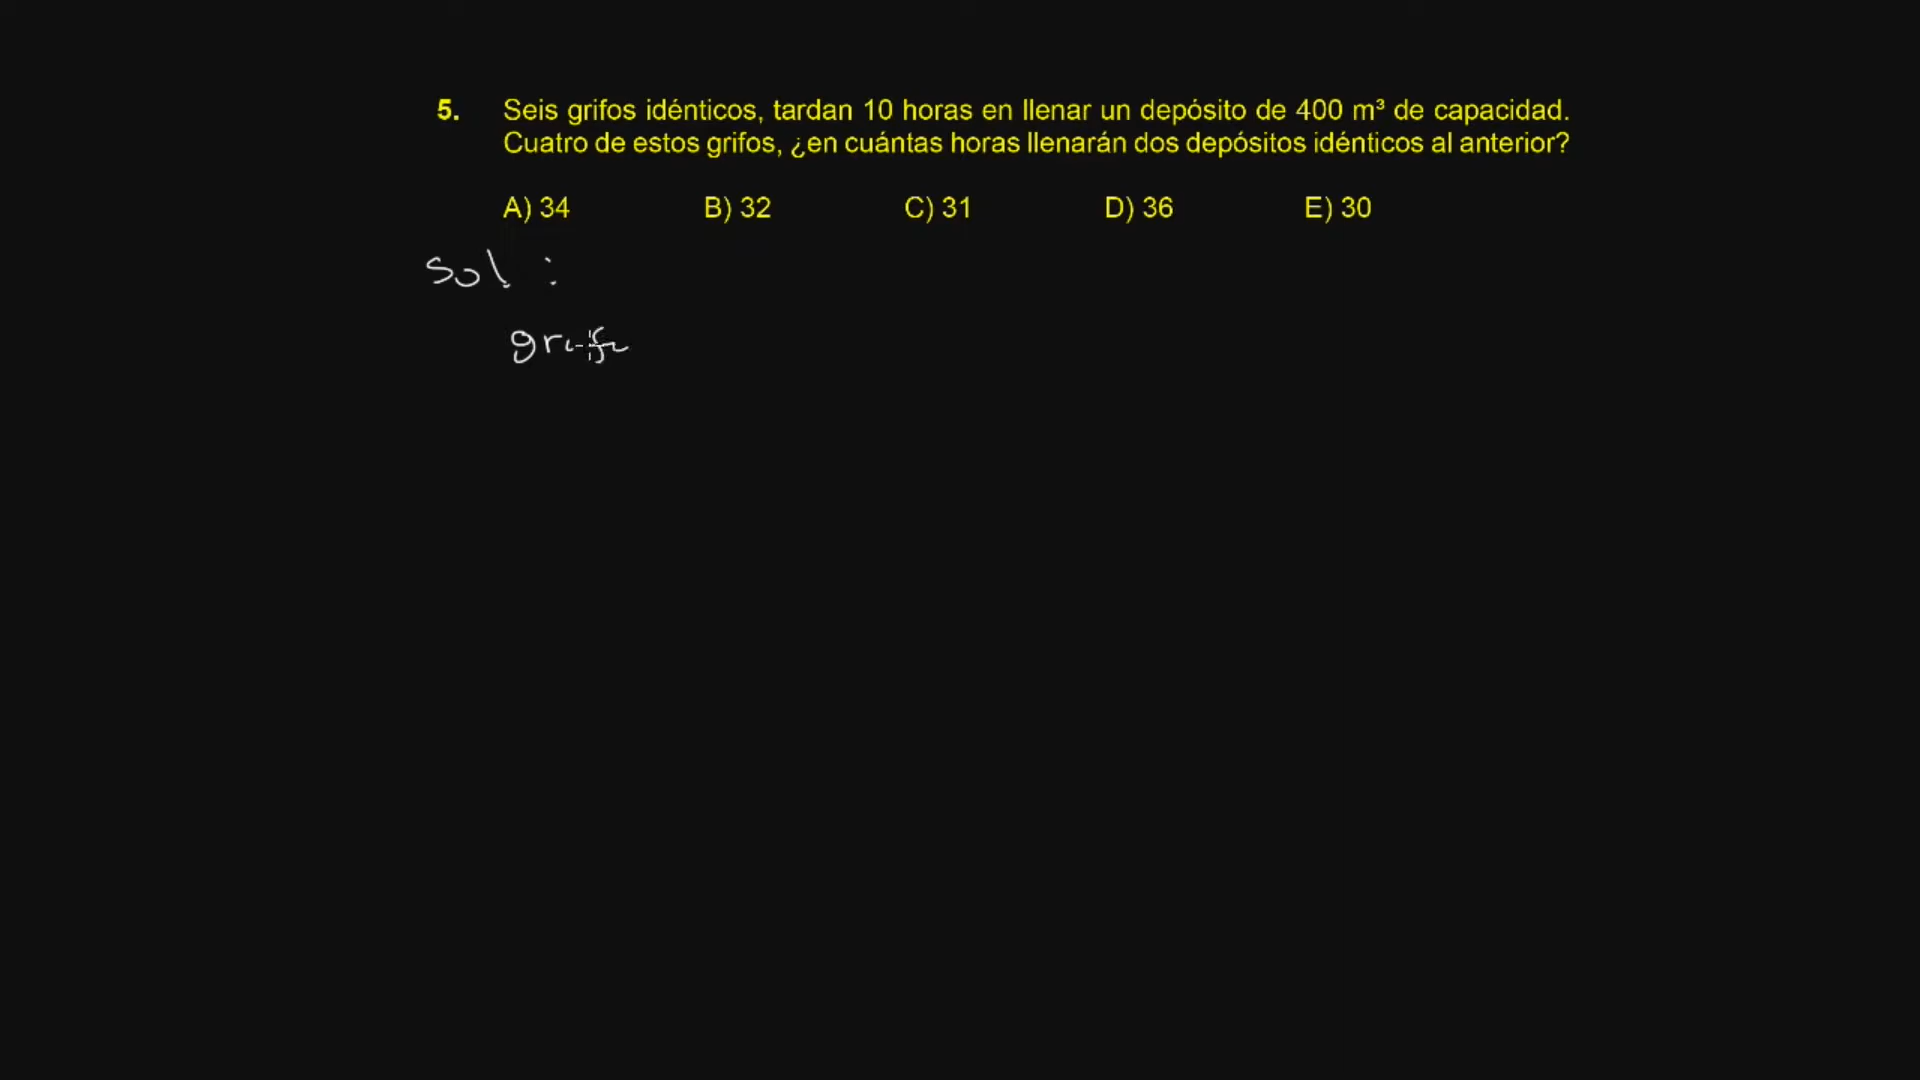 5. Seis grifos idénticos, tardan 10 horas en llenar un depósito de 400 m³ de capacidad.
Cuatro de estos grifos, ¿en cuántas horas llenarán dos depósitos idénticos al anterior?
A) 34 B) 32 C) 31 D) 36 E) 30
Sol :
grifo